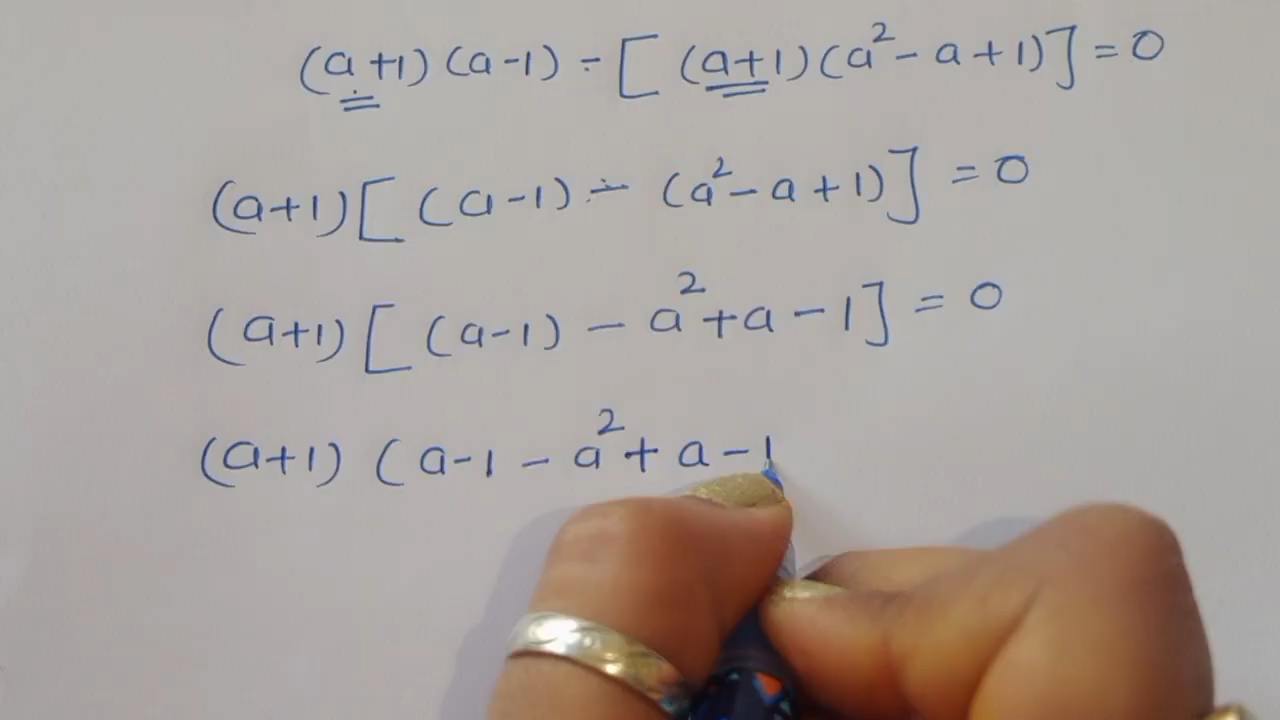 (a+1)(a-1) - [(a+1)(a²-a+1)] = 0
(a+1)[(a-1) - (a²-a+1)] = 0
(a+1)[(a-1) - a²+a-1] = 0
(a+1)(a-1-a²+a-1